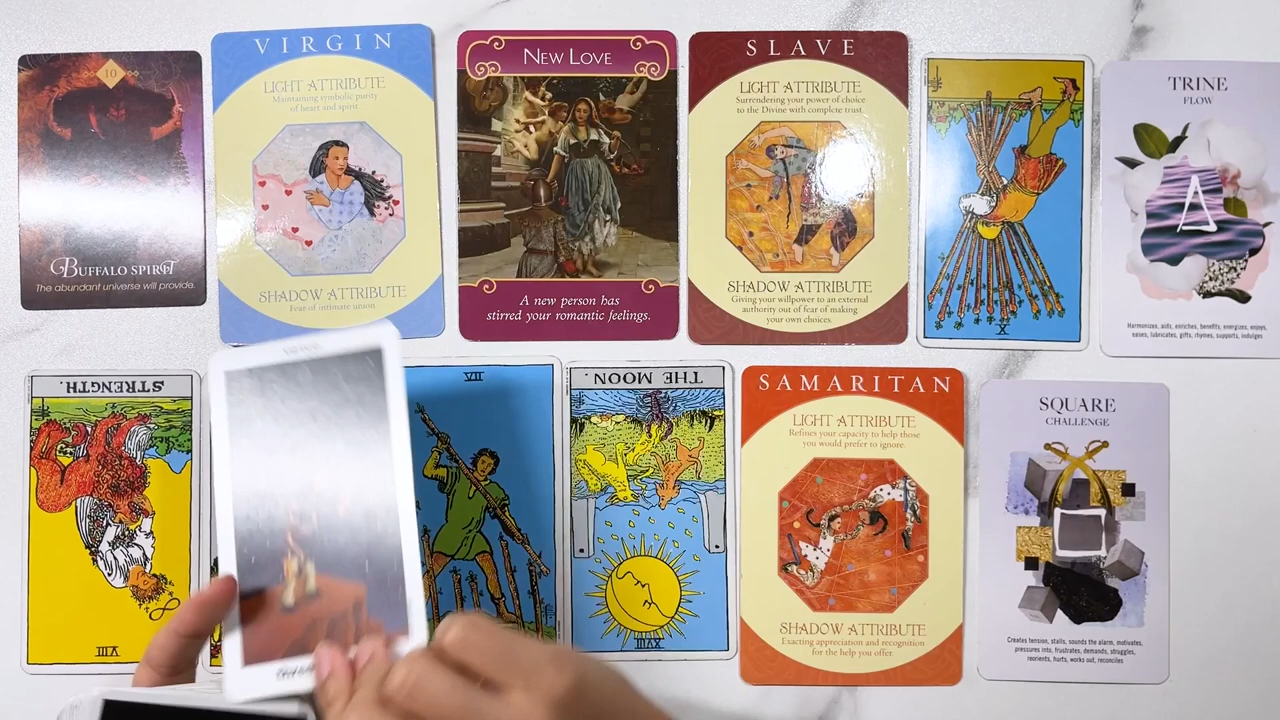 10
BUFFALO SPIRIT
The abundant universe will provide.
VIRGIN
LIGHT ATTRIBUTE
Maintaining symbolic purity
of heart and spirit.
SHADOW ATTRIBUTE
Fear of intimate union
NEW LOVE
A new person has
stirred your romantic feelings.
SLAVE
LIGHT ATTRIBUTE
Surrendering your power of choice
to the Divine with complete trust.
SHADOW ATTRIBUTE
Giving your willpower to an external
authority out of fear of making
your own choices.
X
TRINE
FLOW
Harmonizes, aids, enriches, benefits, energizes, enjoys,
eases, lubricates, gifts, rhymes, supports, indulges
STRENGTH.
VIII
VII
THE MOON.
XVIII
SAMARITAN
LIGHT ATTRIBUTE
Refines your capacity to help those
you would prefer to ignore.
SHADOW ATTRIBUTE
Exacting appreciation and recognition
for the help you offer.
SQUARE
CHALLENGE
Creates tension, stalls, sounds the alarm, motivates,
pressures into, frustrates, demands, struggles,
reorients, hurts, works out, reconciles